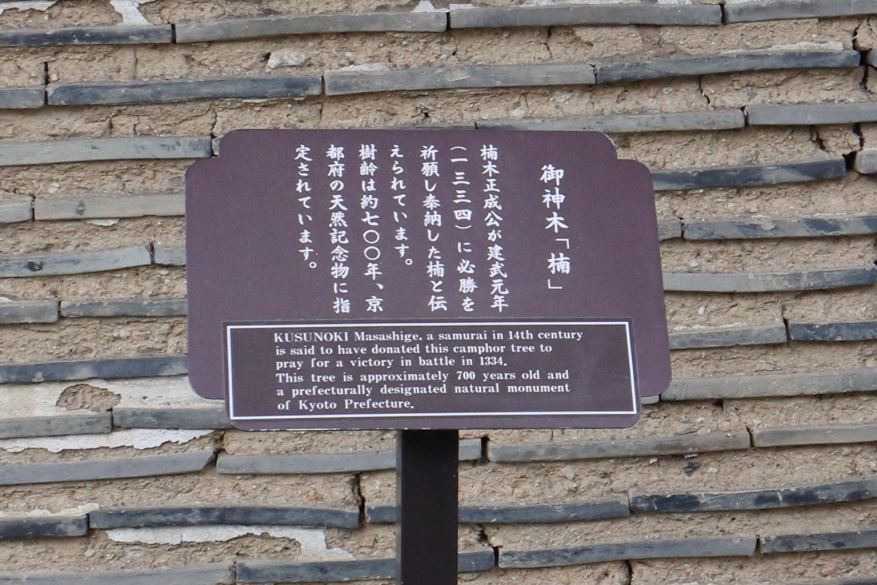 御神木「楠」
楠木正成公が建武元年
（一三三四）に必勝を
祈願し奉納した楠と伝
えられています。
樹齢は約七〇〇年、京
都府の天然記念物に指
定されています。
KUSUNOKI Masashige, a samurai in 14th century
is said to have donated this camphor tree to
pray for a victory in battle in 1334.
This tree is approximately 700 years old and
a prefecturally designated natural monument
of Kyoto Prefecture.